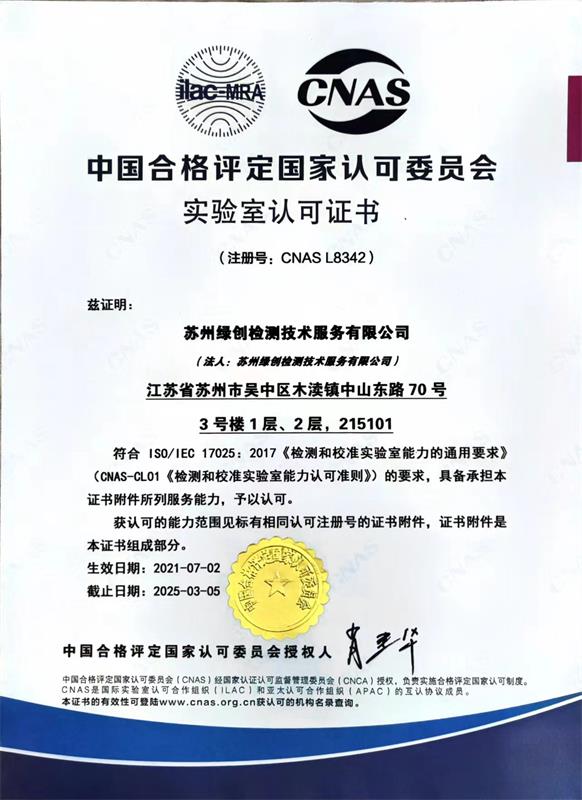 ilac-MRA
CNAS
中国合格评定国家认可委员会
实验室认可证书
（注册号：CNAS L8342）
兹证明：
苏州绿创检测技术服务有限公司
（法人：苏州绿创检测技术服务有限公司）
江苏省苏州市吴中区木渎镇中山东路 70 号
3 号楼 1 层、2 层，215101
符合 ISO/IEC 17025：2017《检测和校准实验室能力的通用要求》
（CNAS-CL01《检测和校准实验室能力认可准则》）的要求，具备承担本
证书附件所列服务能力，予以认可。
获认可的能力范围见标有相同认可注册号的证书附件，证书附件是
本证书组成部分。
生效日期：2021-07-02
截止日期：2025-03-05
中国合格评定国家认可委员会
中国合格评定国家认可委员会授权人
中国合格评定国家认可委员会（CNAS）经国家认证认可监督管理委员会（CNCA）授权，负责实施合格评定国家认可制度。
CNAS是国际实验室认可合作组织（ILAC）和亚太认可合作组织（APAC）的互认协议成员。
本证书的有效性可登陆www.cnas.org.cn获认可的机构名录查询。